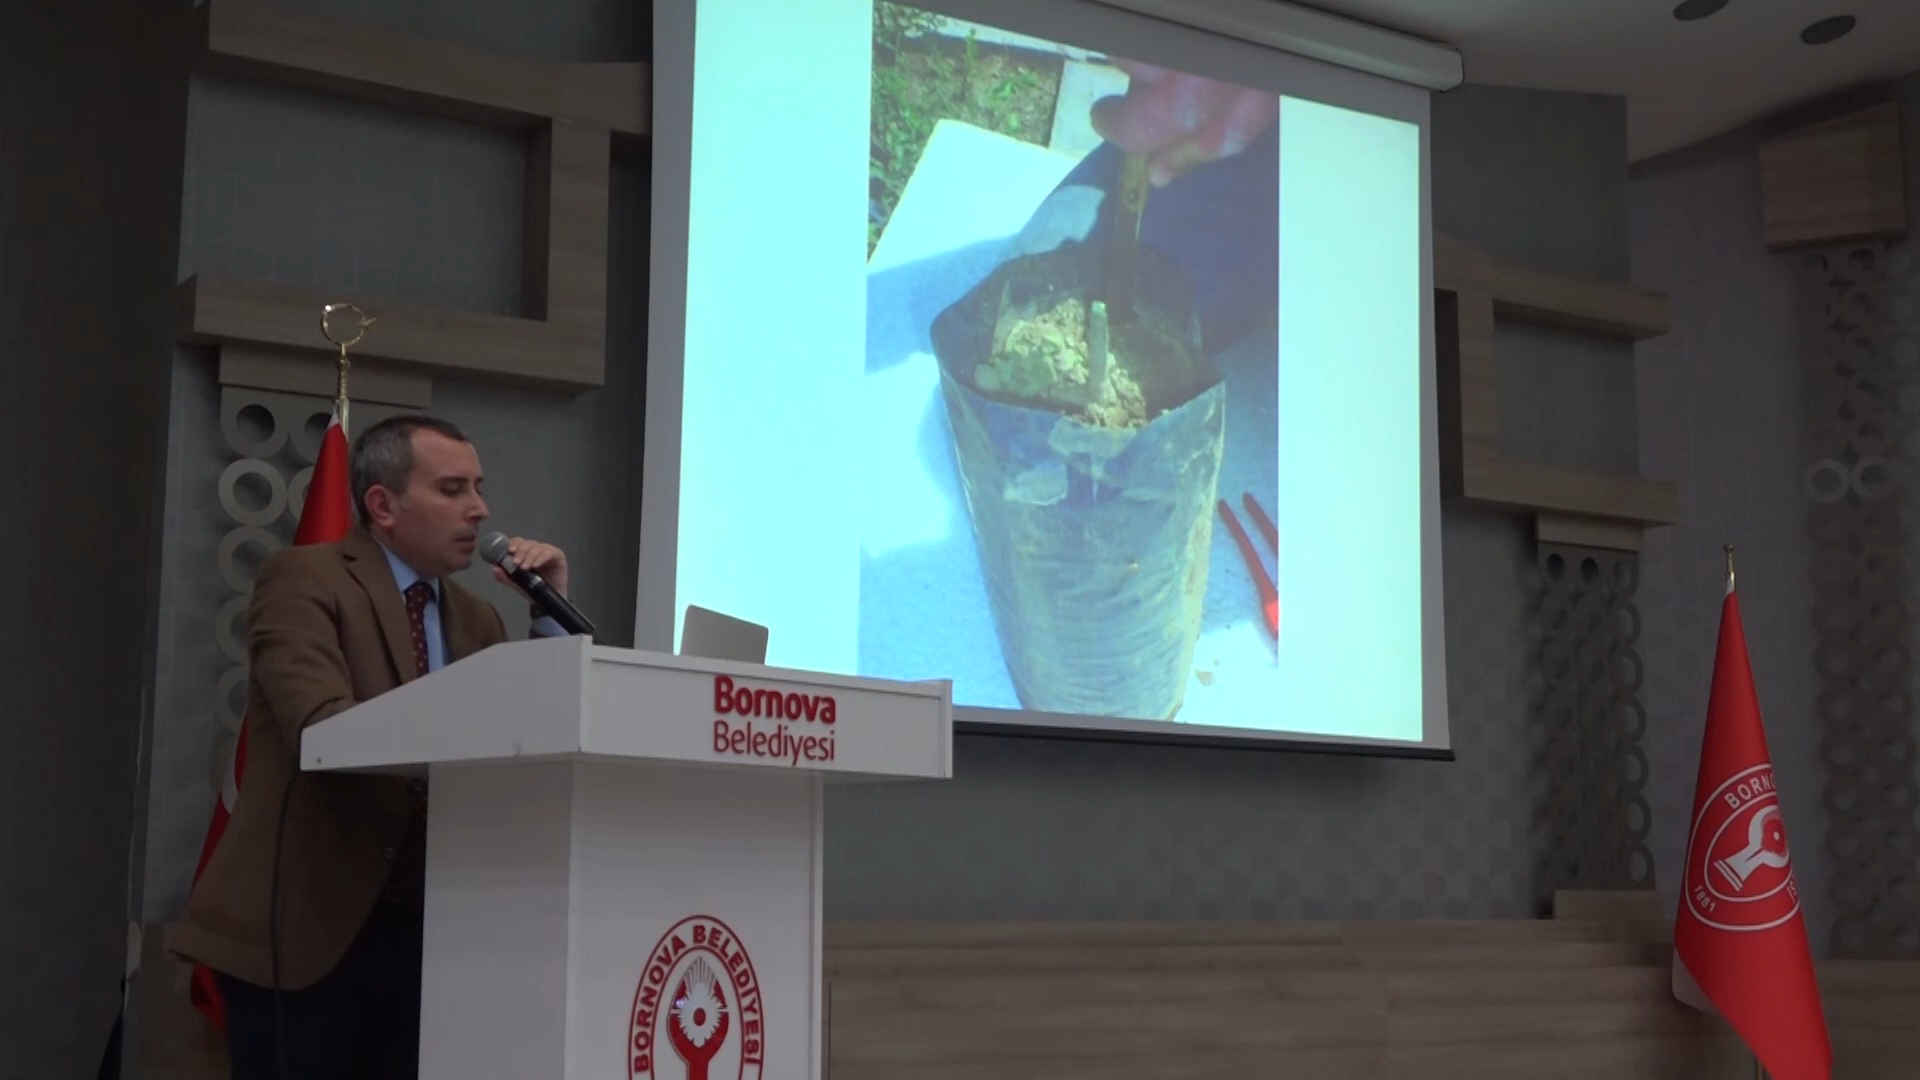 Bornova
Belediyesi
BORNOVA BELEDİYESİ
BORNO
1881